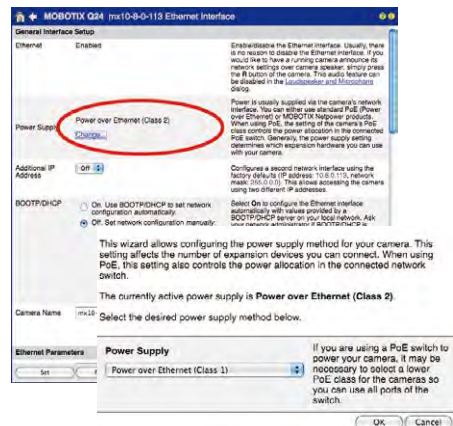 MOBOTIX Q24 mx10-8-0-113 Ethernet Interface
General Interface Setup
Ethernet
Enabled
Enable/disable the Ethernet interface. Usually, there
is no reason to disable the Ethernet interface. If you
would like to have a running camera announce its
network settings over camera speaker, simply press
the R button of the camera. This audio feature can
be disabled in the Loudspeaker and Microphone
dialog.
Power Supply
Power over Ethernet (Class 2)
Change...
Power is usually supplied via the camera's network
interface. You can either use standard PoE (Power
over Ethernet) or MOBOTIX Netpower products.
When using PoE, the setting of the camera's PoE
class controls the power allocation in the connected
PoE switch. Generally, the power supply setting
determines which expansion hardware you can use
with your camera.
Additional IP
Address
Off
Configures a second network interface using the
factory defaults (IP address: 10.8.0.113, network
mask: 255.0.0.0). This allows accessing the camera
using two different IP addresses.
BOOTP/DHCP
On. Use BOOTP/DHCP to set network
configuration automatically.
Off. Set network configuration manually:
Select On to configure the Ethernet interface
automatically with values provided by a
BOOTP/DHCP server on your local network. Ask
your network administrator if BOOTP/DHCP is
This wizard allows configuring the power supply method for your camera. This
setting affects the number of expansion devices you can connect. When using
PoE, this setting also controls the power allocation in the connected network
switch.
The currently active power supply is Power over Ethernet (Class 2).
Select the desired power supply method below.
Camera Name
mx10-
Ethernet Parameters
Set
Power Supply
Power over Ethernet (Class 1)
If you are using a PoE switch to
power your camera, it may be
necessary to select a lower
PoE class for the cameras so
you can use all ports of the
switch.
OK
Cancel